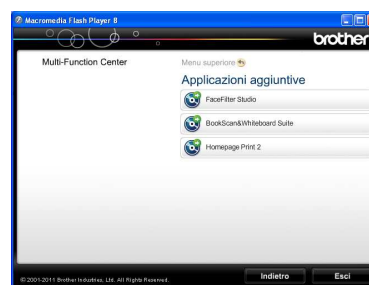 Macromedia Flash Player 8
brother
Multi-Function Center
Menu superiore
Applicazioni aggiuntive
FaceFilter Studio
BookScan&Whiteboard Suite
Homepage Print 2
© 2001-2011 Brother Industries, Ltd. All Rights Reserved.
Indietro
Esci